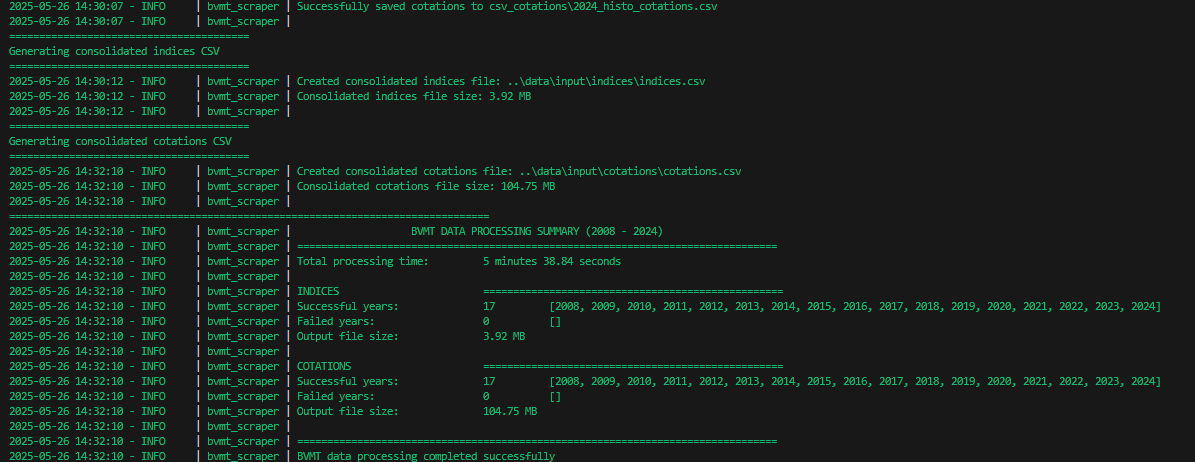 2025-05-26 14:30:07 - INFO | bvmt_scraper | Successfully saved cotations to csv_cotations\2024_histo_cotations.csv
2025-05-26 14:30:07 - INFO | bvmt_scraper |
========================================
Generating consolidated indices CSV
========================================
2025-05-26 14:30:12 - INFO | bvmt_scraper | Created consolidated indices file: ..\data\input\indices\indices.csv
2025-05-26 14:30:12 - INFO | bvmt_scraper | Consolidated indices file size: 3.92 MB
2025-05-26 14:30:12 - INFO | bvmt_scraper |
========================================
Generating consolidated cotations CSV
========================================
2025-05-26 14:32:10 - INFO | bvmt_scraper | Created consolidated cotations file: ..\data\input\cotations\cotations.csv
2025-05-26 14:32:10 - INFO | bvmt_scraper | Consolidated cotations file size: 104.75 MB
2025-05-26 14:32:10 - INFO | bvmt_scraper |
================================================================================
2025-05-26 14:32:10 - INFO | bvmt_scraper | BVMT DATA PROCESSING SUMMARY (2008 - 2024)
2025-05-26 14:32:10 - INFO | bvmt_scraper | ================================================================================
2025-05-26 14:32:10 - INFO | bvmt_scraper | Total processing time: 5 minutes 38.84 seconds
2025-05-26 14:32:10 - INFO | bvmt_scraper |
2025-05-26 14:32:10 - INFO | bvmt_scraper | INDICES ==================================================
2025-05-26 14:32:10 - INFO | bvmt_scraper | Successful years: 17 [2008, 2009, 2010, 2011, 2012, 2013, 2014, 2015, 2016, 2017, 2018, 2019, 2020, 2021, 2022, 2023, 2024]
2025-05-26 14:32:10 - INFO | bvmt_scraper | Failed years: 0 []
2025-05-26 14:32:10 - INFO | bvmt_scraper | Output file size: 3.92 MB
2025-05-26 14:32:10 - INFO | bvmt_scraper |
2025-05-26 14:32:10 - INFO | bvmt_scraper | COTATIONS ==================================================
2025-05-26 14:32:10 - INFO | bvmt_scraper | Successful years: 17 [2008, 2009, 2010, 2011, 2012, 2013, 2014, 2015, 2016, 2017, 2018, 2019, 2020, 2021, 2022, 2023, 2024]
2025-05-26 14:32:10 - INFO | bvmt_scraper | Failed years: 0 []
2025-05-26 14:32:10 - INFO | bvmt_scraper | Output file size: 104.75 MB
2025-05-26 14:32:10 - INFO | bvmt_scraper |
2025-05-26 14:32:10 - INFO | bvmt_scraper | ================================================================================
2025-05-26 14:32:10 - INFO | bvmt_scraper | BVMT data processing completed successfully